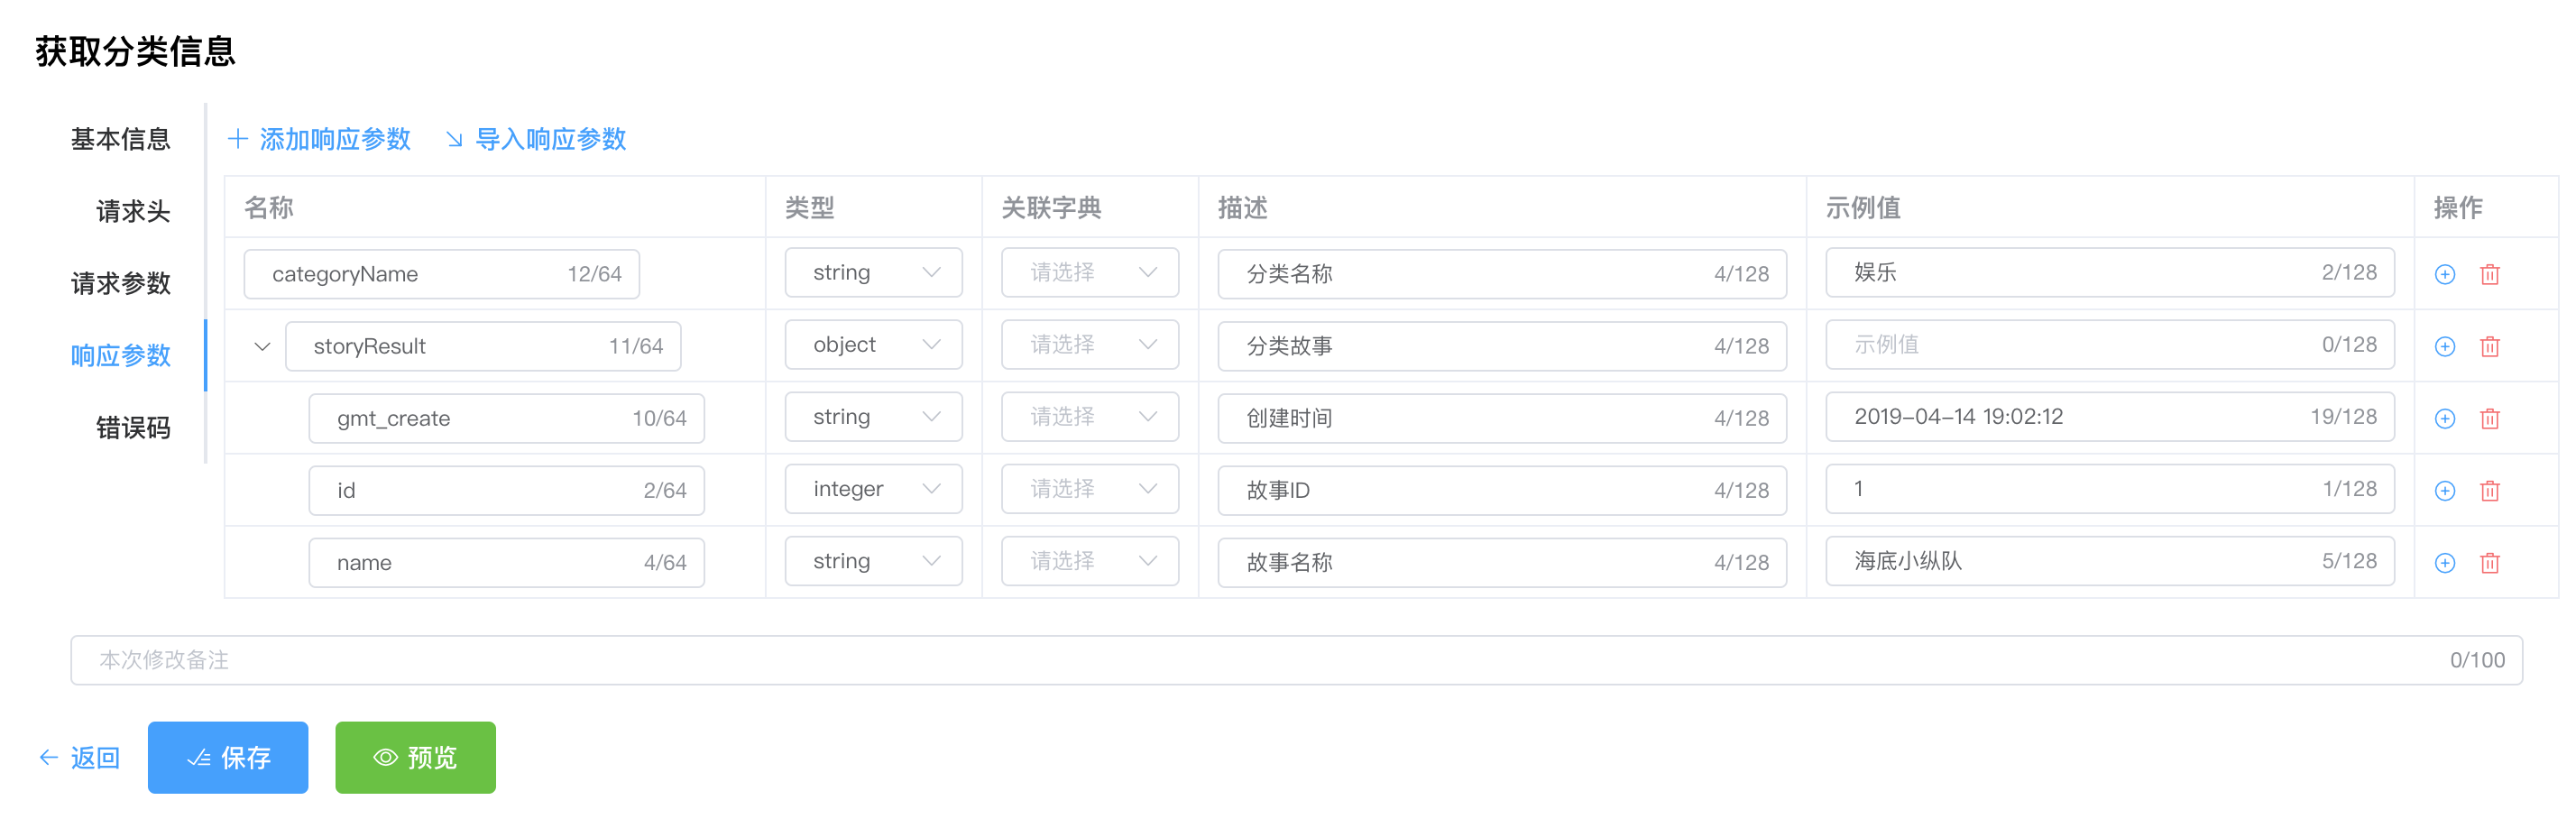 获取分类信息
基本信息
请求头
请求参数
响应参数
错误码
添加响应参数 导入响应参数
名称 类型 关联字典 描述 示例值 操作
categoryName 12/64 string 请选择 分类名称 4/128 娱乐 2/128
storyResult 11/64 object 请选择 分类故事 4/128 示例值 0/128
gmt_create 10/64 string 请选择 创建时间 4/128 2019-04-14 19:02:12 19/128
id 2/64 integer 请选择 故事ID 4/128 1 1/128
name 4/64 string 请选择 故事名称 4/128 海底小纵队 5/128
本次修改备注 0/100
返回 保存 预览